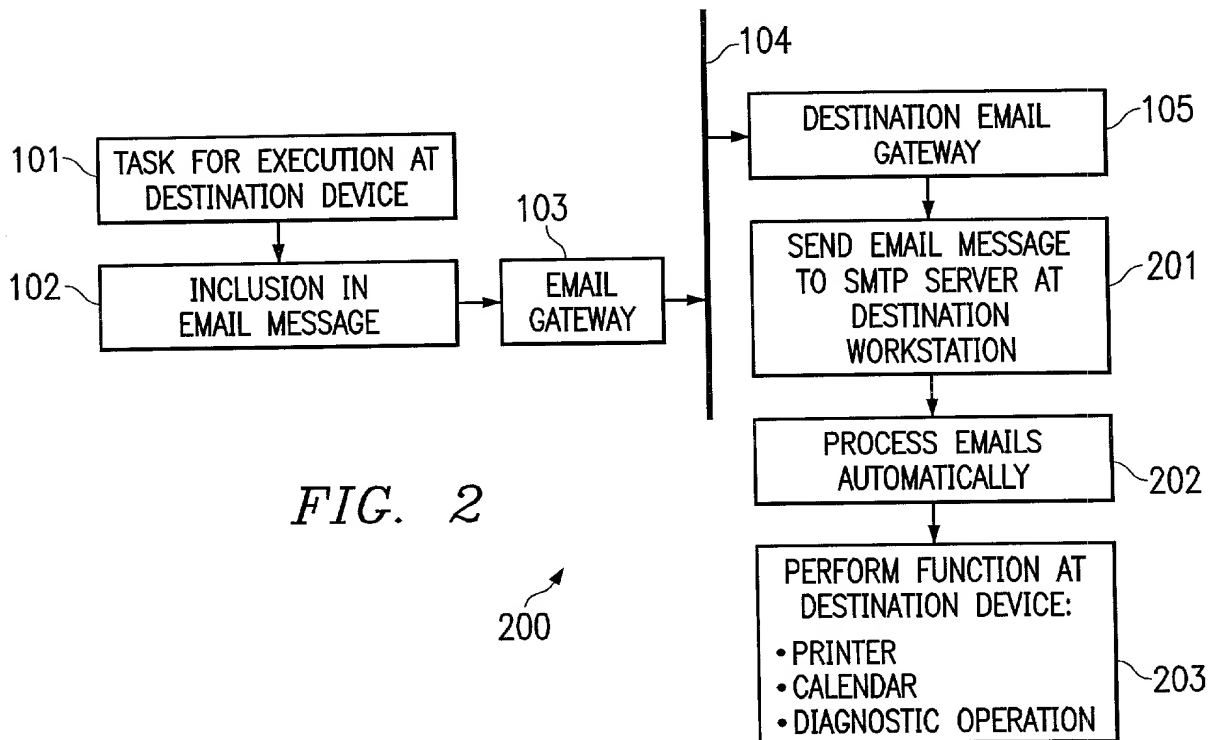 101
TASK FOR EXECUTION AT
DESTINATION DEVICE
102
INCLUSION IN
EMAIL MESSAGE
103
EMAIL
GATEWAY
104
DESTINATION EMAIL
GATEWAY
105
SEND EMAIL MESSAGE
TO SMTP SERVER AT
DESTINATION
WORKSTATION
201
PROCESS EMAILS
AUTOMATICALLY
202
PERFORM FUNCTION AT
DESTINATION DEVICE:
• PRINTER
• CALENDAR
• DIAGNOSTIC OPERATION
203
FIG. 2
200